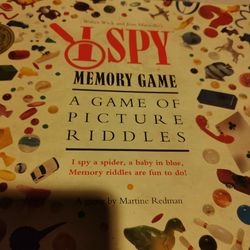 Walter Wick and Jean Marzollo's
I SPY
MEMORY GAME
A GAME OF
PICTURE
RIDDLES
I spy a spider, a baby in blue,
Memory riddles are fun to do!
A game by Martine Redman